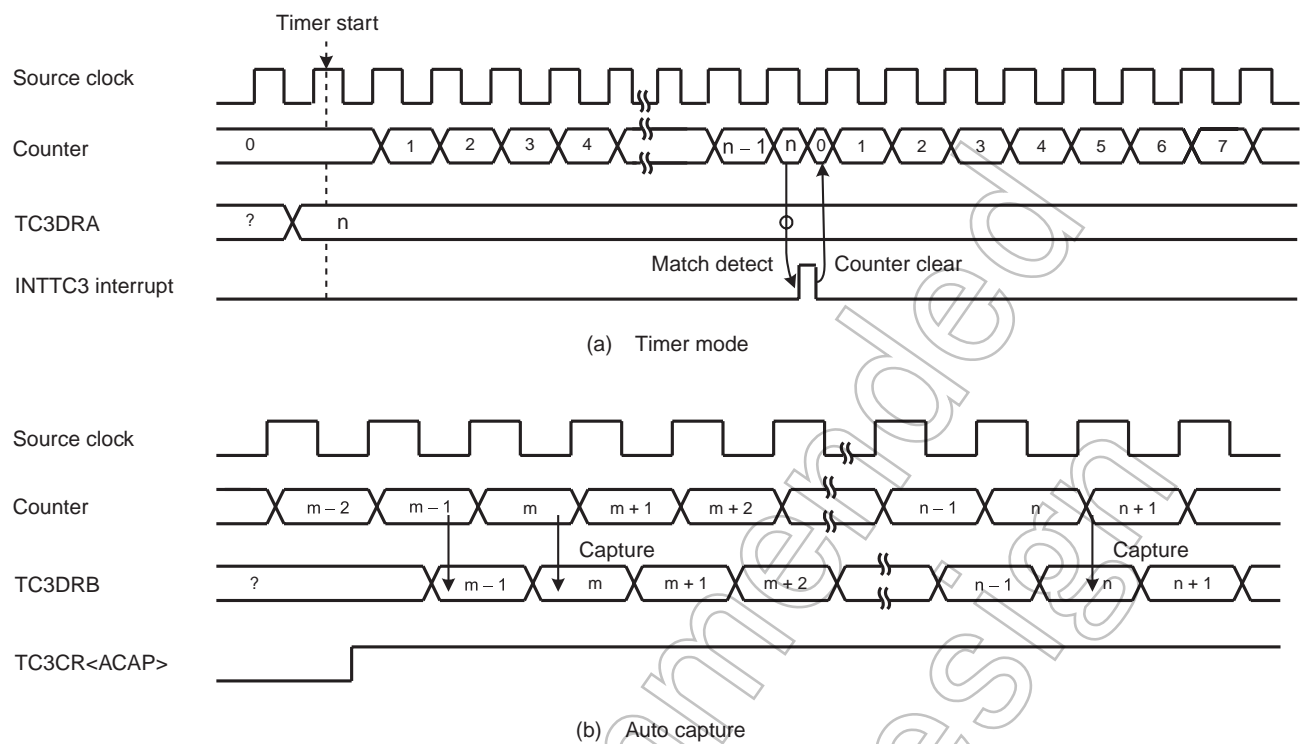 Timer start
Source clock
Counter
0 1 2 3 4 n – 1 n 0 1 2 3 4 5 6 7
TC3DRA
? n
Match detect Counter clear
INTTC3 interrupt
(a) Timer mode
Source clock
Counter
m – 2 m – 1 m m + 1 m + 2 n – 1 n n + 1
Capture Capture
TC3DRB
? m – 1 m m + 1 m + 2 n – 1 n n + 1
TC3CR<ACAP>
(b) Auto capture